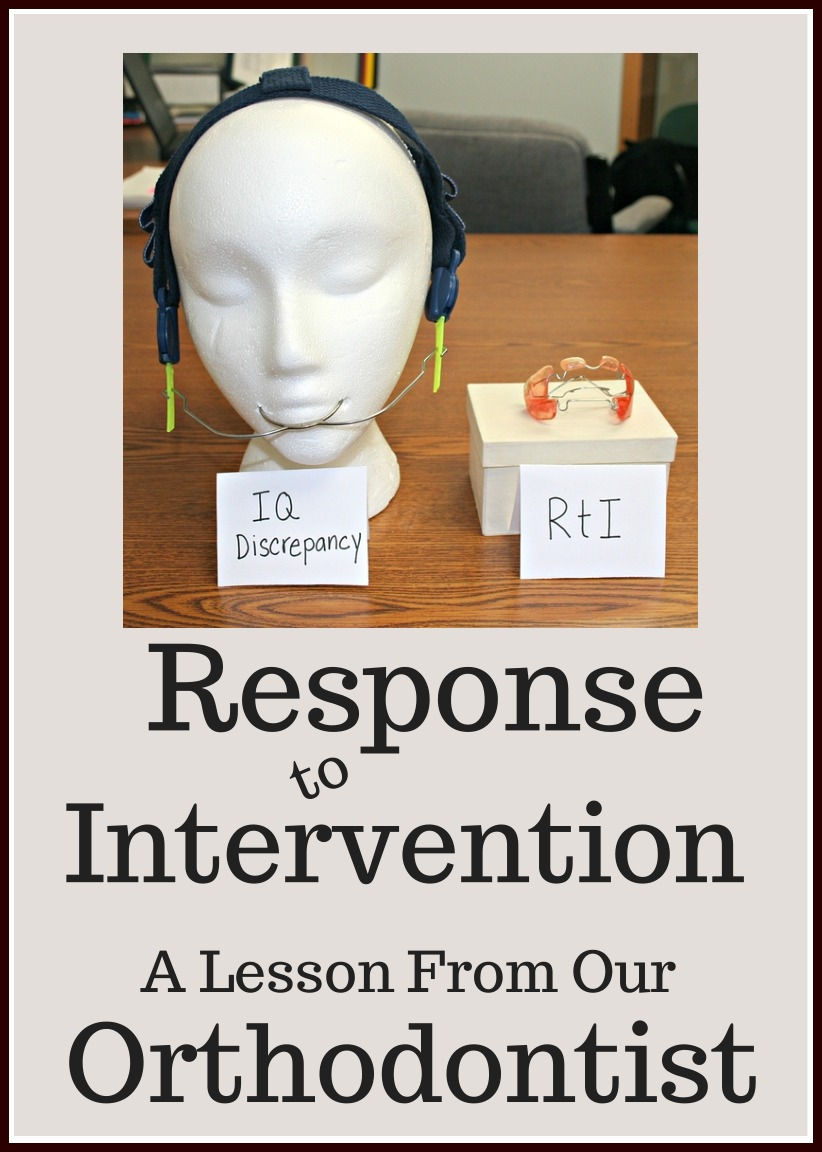 IQ
Discrepancy
RtI
Response
to
Intervention
A Lesson From Our
Orthodontist